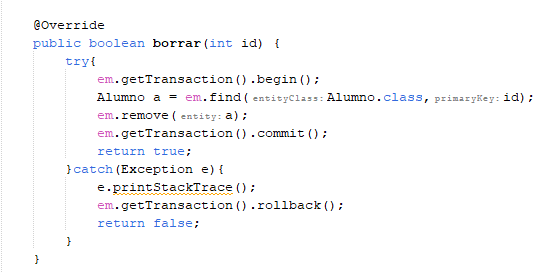 @Override
public boolean borrar(int id) {
try{
em.getTransaction().begin();
Alumno a = em.find(entityClass: Alumno.class, primaryKey: id);
em.remove(entity: a);
em.getTransaction().commit();
return true;
}catch(Exception e){
e.printStackTrace();
em.getTransaction().rollback();
return false;
}
}